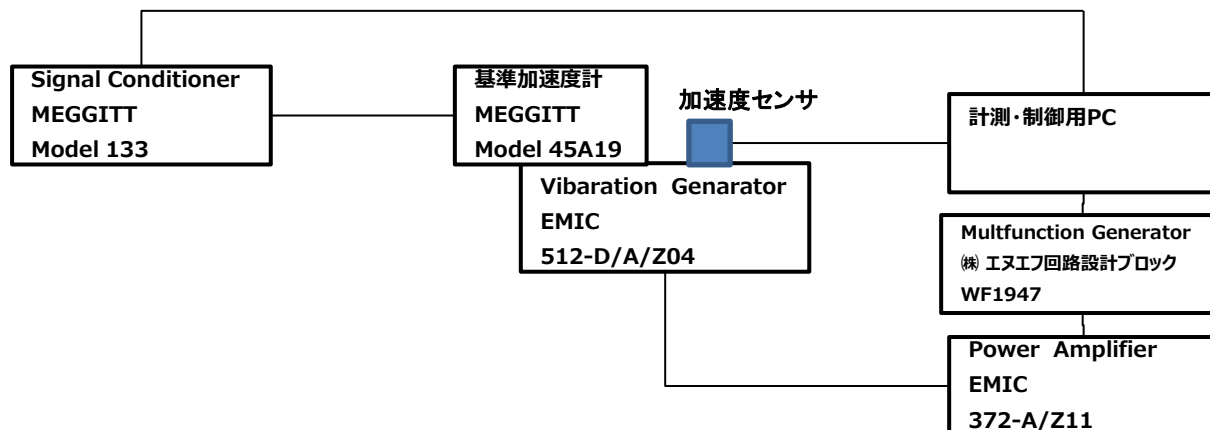 Signal Conditioner
MEGGITT
Model 133
基準加速度計
MEGGITT
Model 45A19
加速度センサ
計測・制御用PC
Vibaration Genarator
EMIC
512-D/A/Z04
Multfunction Generator
㈱ エヌエフ回路設計ブロック
WF1947
Power Amplifier
EMIC
372-A/Z11